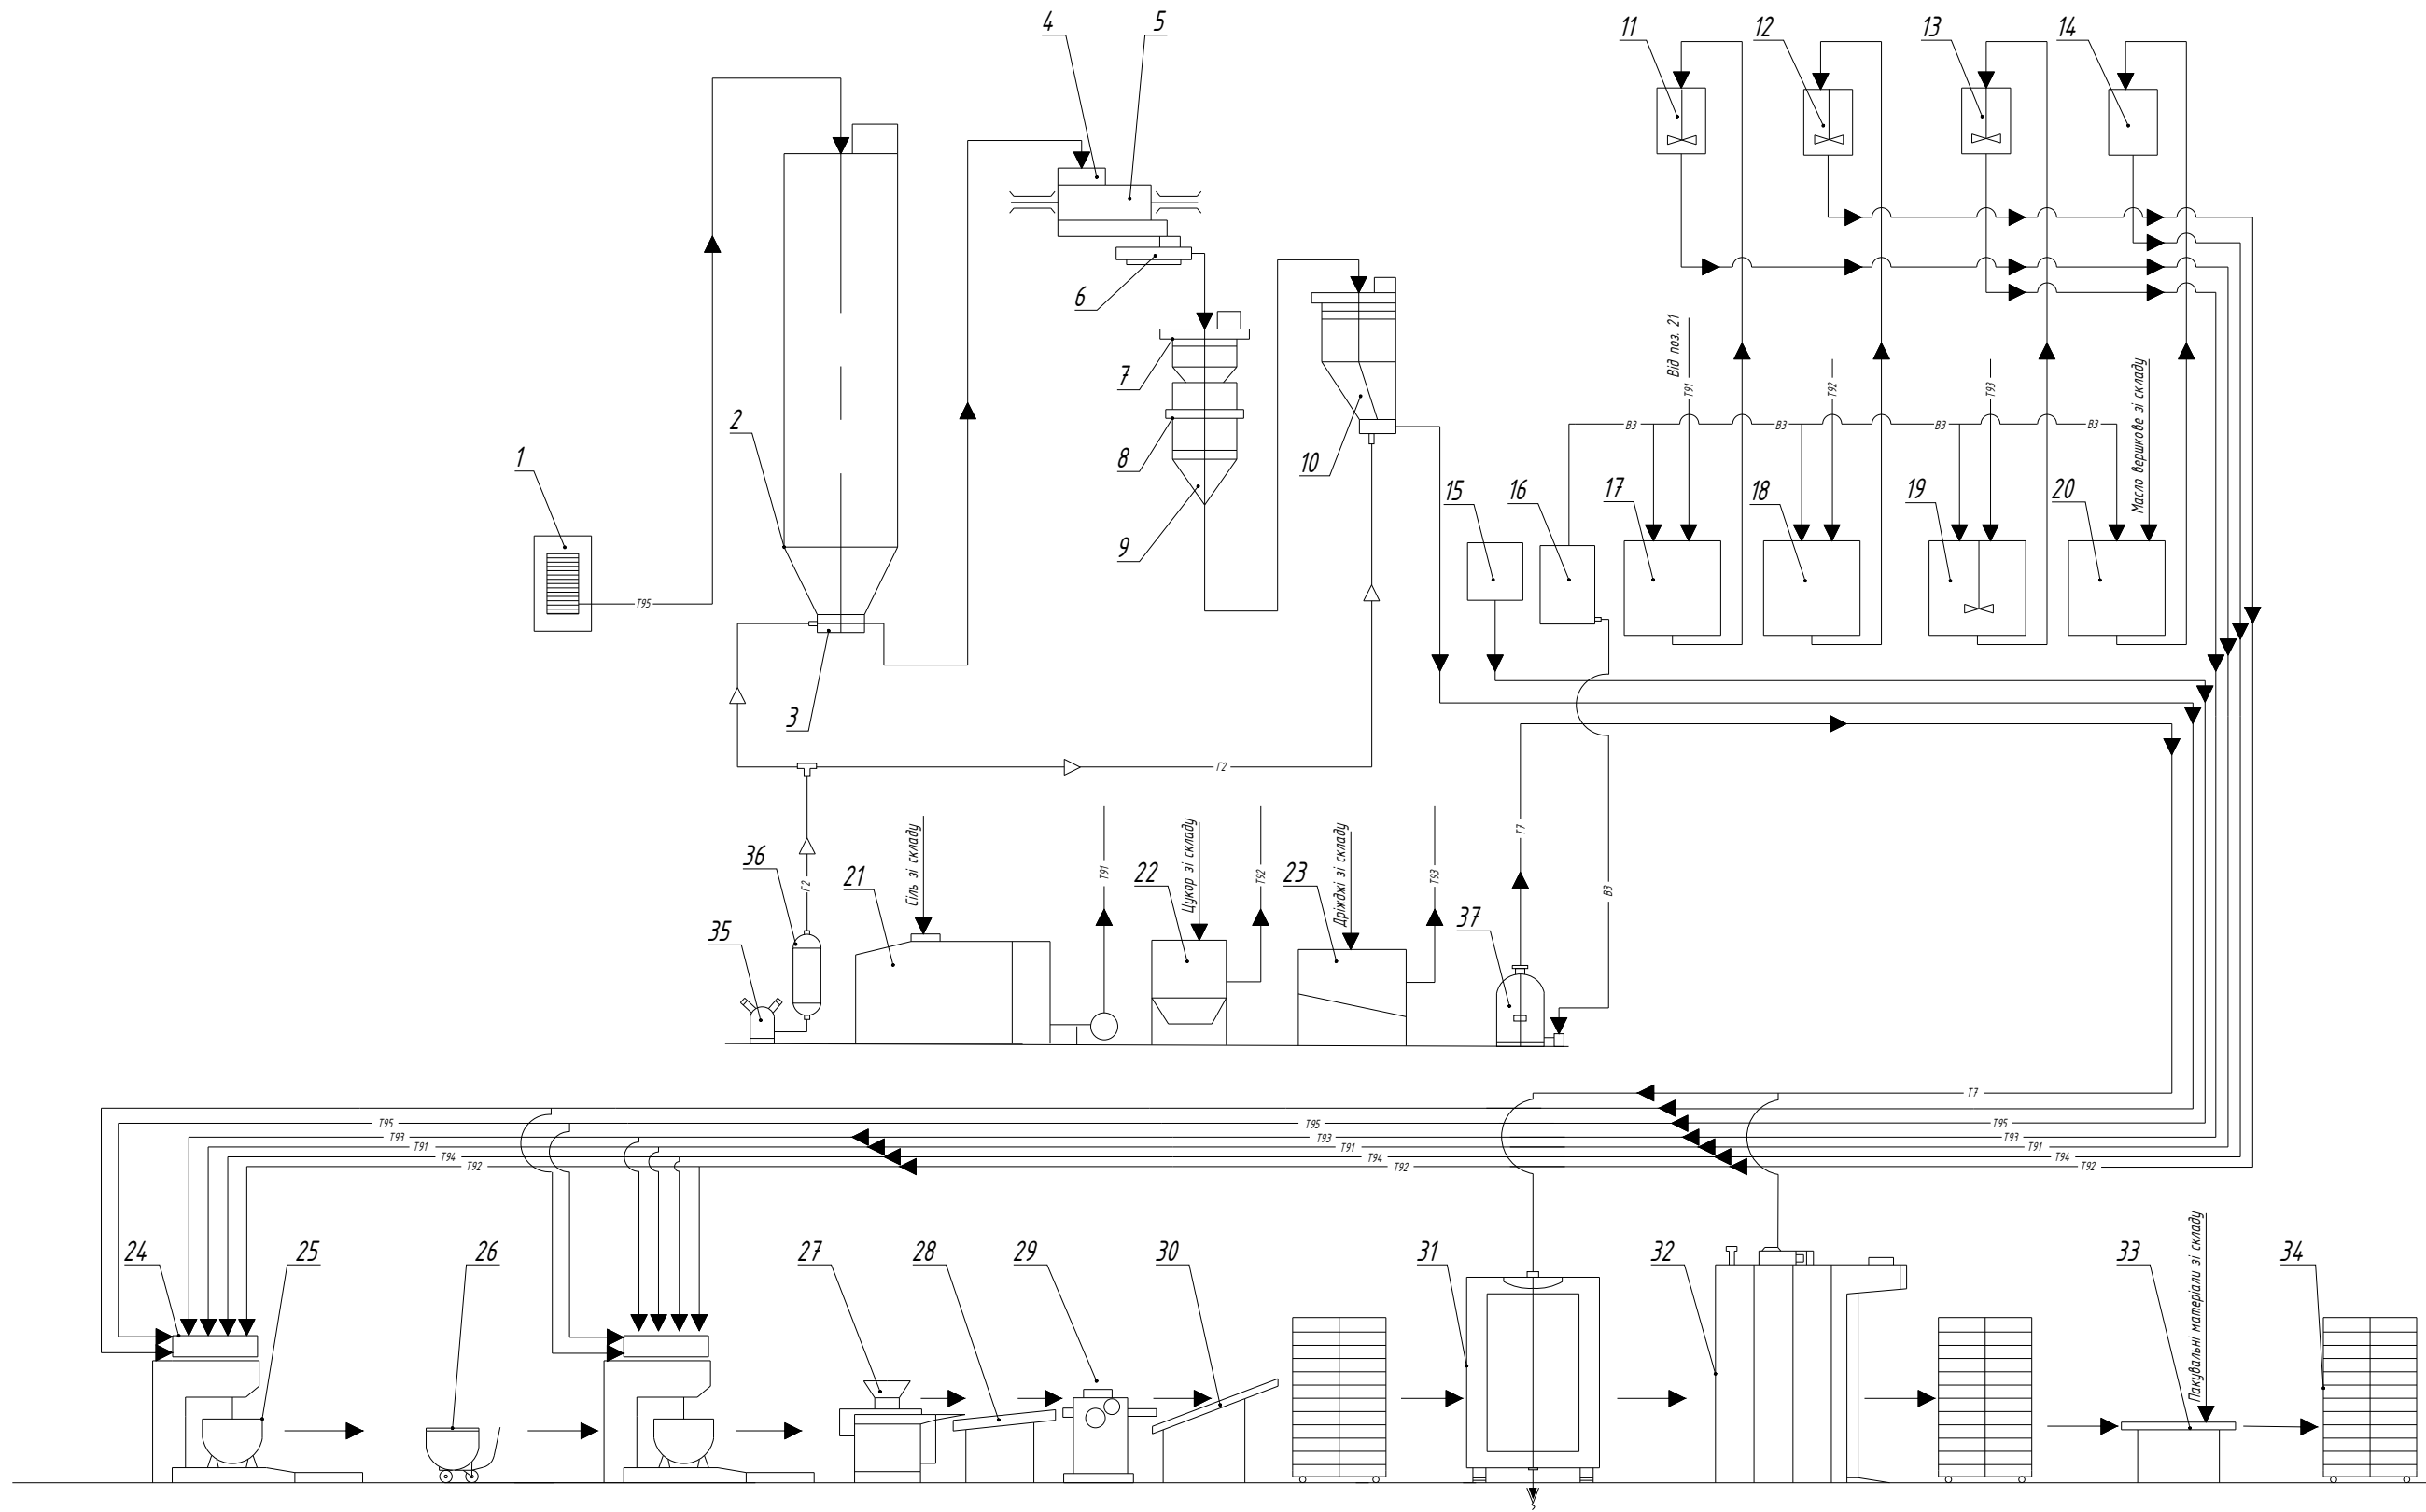 4
5
11
12
13
14
6
Від поз. 21
Т91
Т92
Т93
Масло вершкове зі складу
7
2
В3
В3
В3
В3
8
10
1
15
16
17
18
19
20
9
Т95
3
Г2
Т7
36
Г2
21
Сіль зі складу
Т91
22
Цукор зі складу
Т92
23
Дріжджі зі складу
Т93
В3
35
37
Т7
Т95
Т95
Т95
Т93
Т93
Т93
Т91
Т91
Т91
Т94
Т94
Т94
Т92
Т92
Т92
24
25
26
27
28
29
30
31
32
33
Пакувальні матеріали зі складу
34